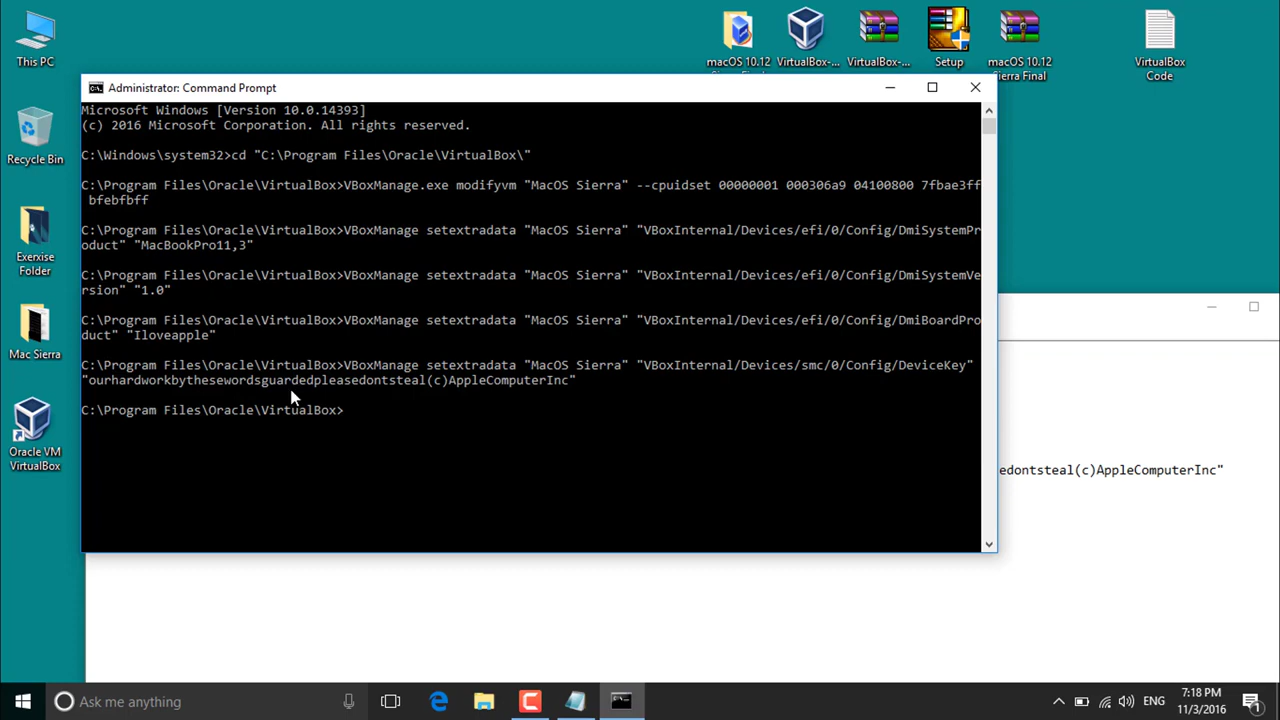 This PC
Recycle Bin
Exerxise
Folder
Mac Sierra
Oracle VM
VirtualBox
macOS 10.12
Sierra Final
VirtualBox-...
VirtualBox-...
Setup
macOS 10.12
Sierra Final
VirtualBox
Code
Administrator: Command Prompt
Microsoft Windows [Version 10.0.14393]
(c) 2016 Microsoft Corporation. All rights reserved.
C:\Windows\system32>cd "C:\Program Files\Oracle\VirtualBox\"
C:\Program Files\Oracle\VirtualBox>VBoxManage.exe modifyvm "MacOS Sierra" --cpuidset 00000001 000306a9 04100800 7fbae3ff
bfebfbff
C:\Program Files\Oracle\VirtualBox>VBoxManage setextradata "MacOS Sierra" "VBoxInternal/Devices/efi/0/Config/DmiSystemPr
oduct" "MacBookPro11,3"
C:\Program Files\Oracle\VirtualBox>VBoxManage setextradata "MacOS Sierra" "VBoxInternal/Devices/efi/0/Config/DmiSystemVe
rsion" "1.0"
C:\Program Files\Oracle\VirtualBox>VBoxManage setextradata "MacOS Sierra" "VBoxInternal/Devices/efi/0/Config/DmiBoardPro
duct" "Iloveapple"
C:\Program Files\Oracle\VirtualBox>VBoxManage setextradata "MacOS Sierra" "VBoxInternal/Devices/smc/0/Config/DeviceKey"
"ourhardworkbythesewordsguardedpleasedontsteal(c)AppleComputerInc"
C:\Program Files\Oracle\VirtualBox>
edontsteal(c)AppleComputerInc"
Ask me anything
ENG
7:18 PM
11/3/2016
1